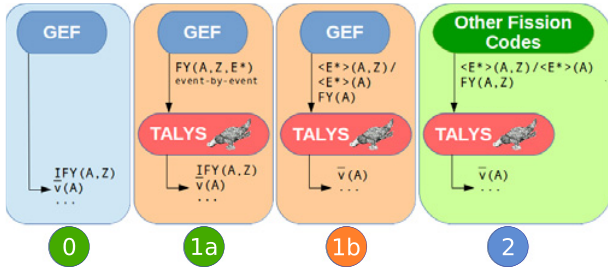 GEF
IFY(A,Z)
ν̅(A)
...
0
GEF
FY(A,Z,E*)
event-by-event
TALYS
IFY(A,Z)
ν̅(A)
...
1a
GEF
<E*>(A,Z)/
<E*>(A)
FY(A)
TALYS
ν̅(A)
...
1b
Other Fission
Codes
<E*>(A,Z)/<E*>(A)
FY(A,Z)
TALYS
ν̅(A)
...
2